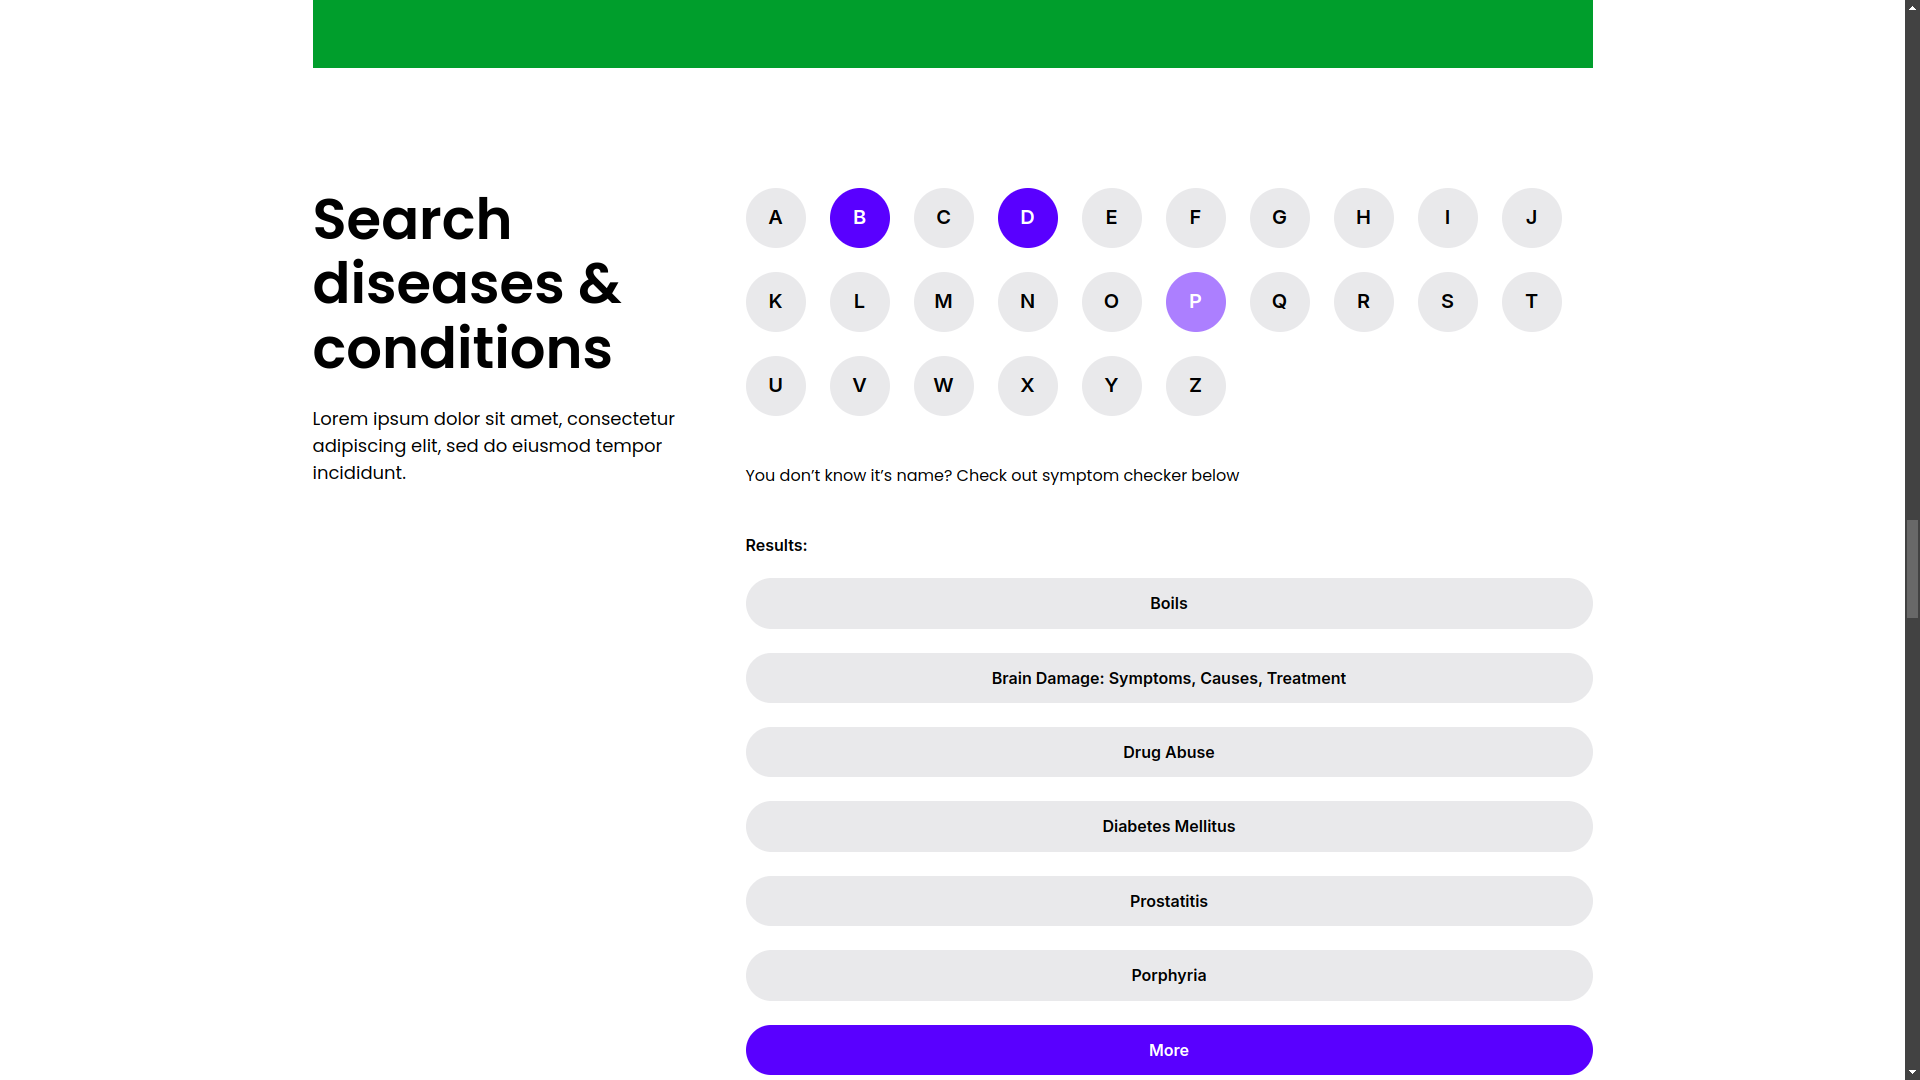 Search
diseases &
conditions
Lorem ipsum dolor sit amet, consectetur
adipiscing elit, sed do eiusmod tempor
incididunt.
A B C D E F G H I J
K L M N O P Q R S T
U V W X Y Z
You don’t know it’s name? Check out symptom checker below
Results:
Boils
Brain Damage: Symptoms, Causes, Treatment
Drug Abuse
Diabetes Mellitus
Prostatitis
Porphyria
More